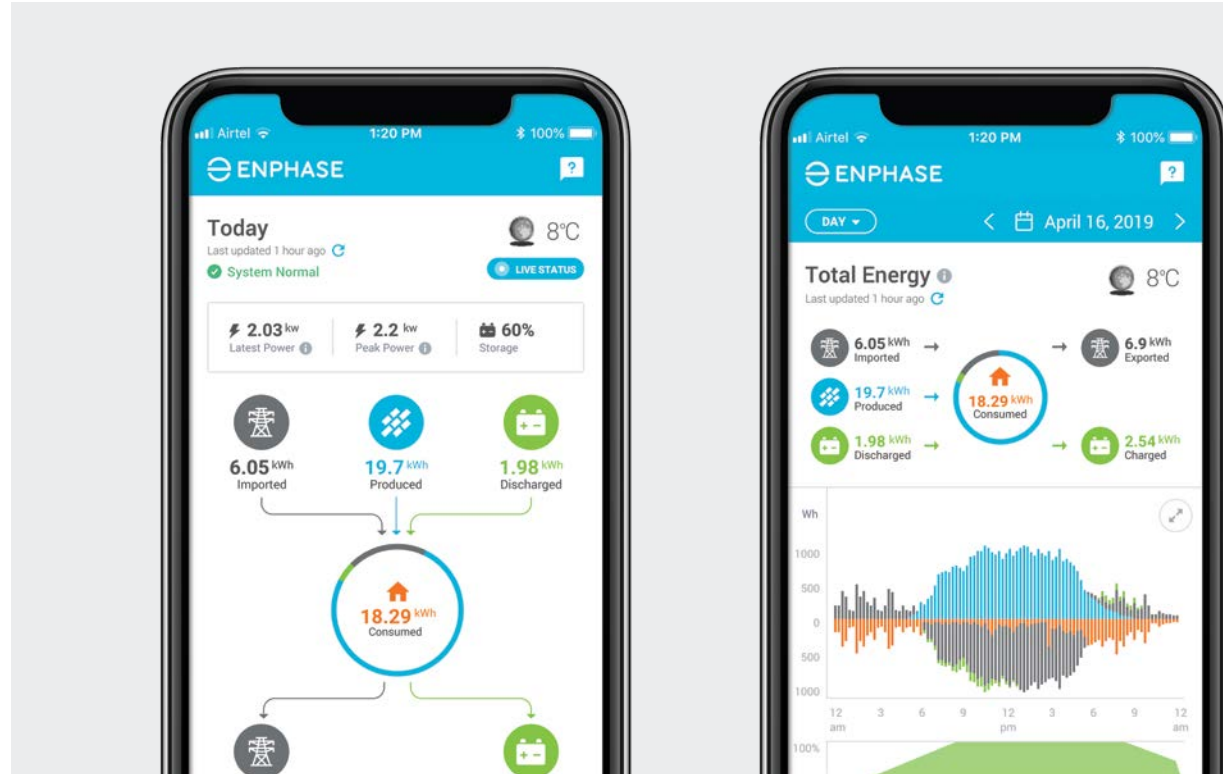 Airtel 1:20 PM 100%
ENPHASE ?
Today 8°C
Last updated 1 hour ago
System Normal LIVE STATUS
2.03 kw 2.2 kw 60%
Latest Power i Peak Power i Storage
6.05 kWh 19.7 kWh 1.98 kWh
Imported Produced Discharged
18.29 kWh
Consumed
Airtel 1:20 PM 100%
ENPHASE ?
DAY < April 16, 2019 >
Total Energy i 8°C
Last updated 1 hour ago
6.05 kWh 6.9 kWh
Imported Exported
19.7 kWh 18.29 kWh
Produced Consumed
1.98 kWh 2.54 kWh
Discharged Charged
Wh
1000
500
0
500
1000
12 3 6 9 12 3 6 9 12
am pm am
100%